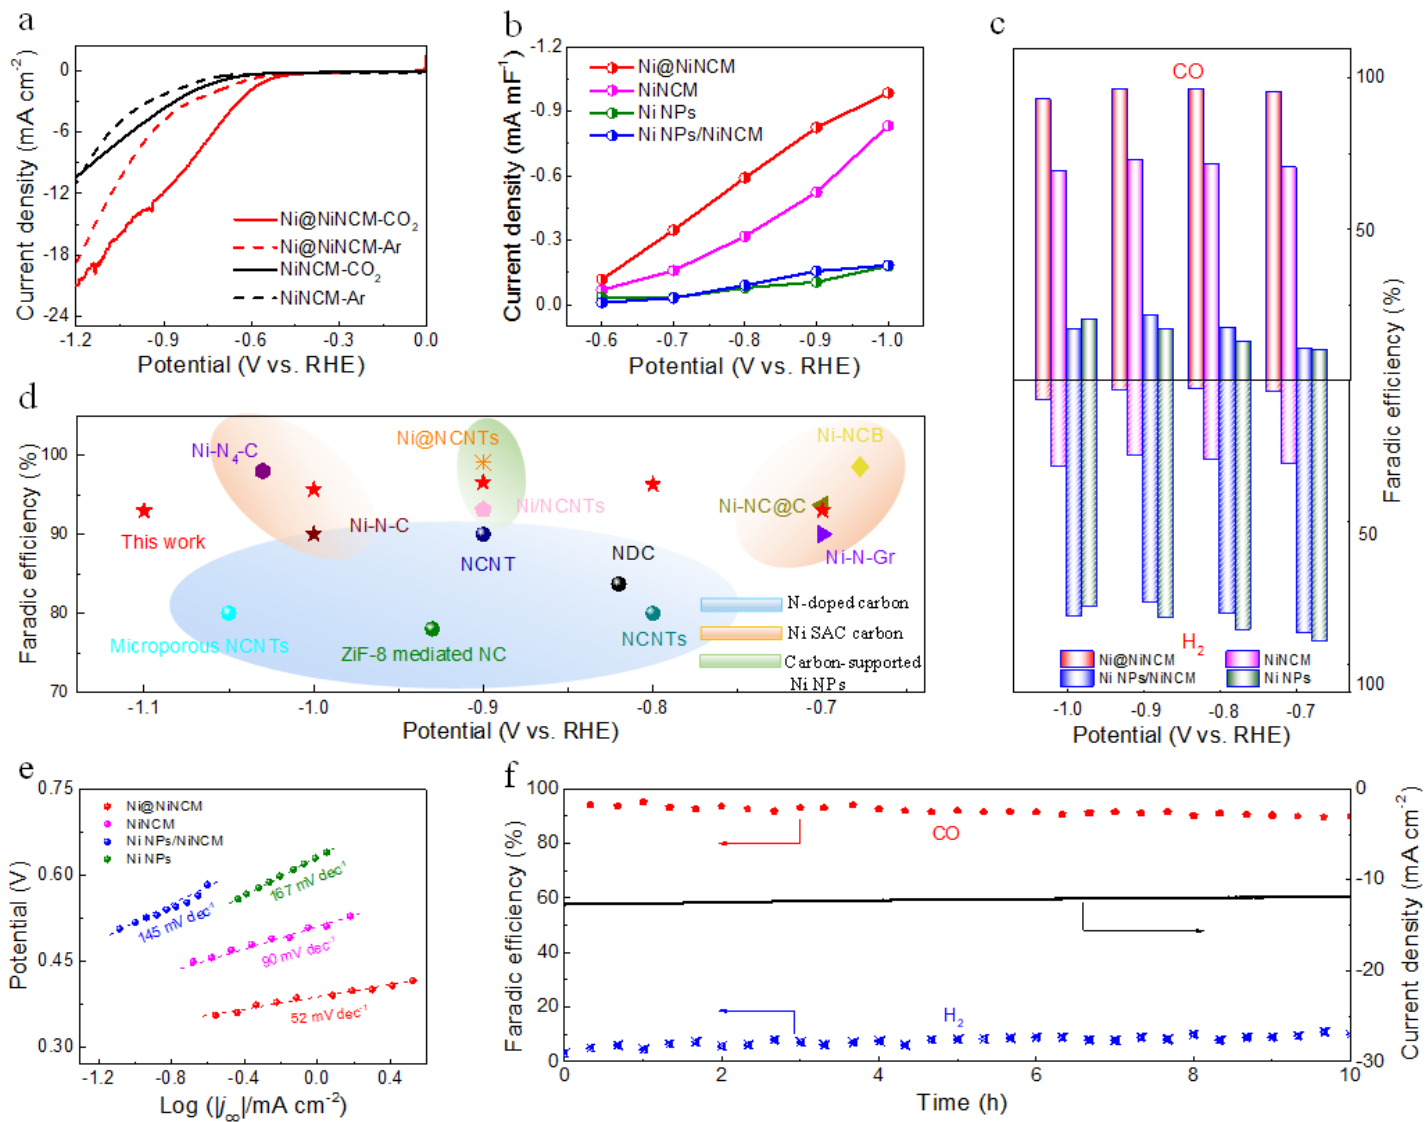 a
Current density (mA cm-2)
0
-6
-12
-18
-24
-1.2
-0.9
-0.6
-0.3
0.0
Potential (V vs. RHE)
Ni@NiNCM-CO2
Ni@NiNCM-Ar
NiNCM-CO2
NiNCM-Ar
b
Current density (mA mF-1)
-1.2
-0.9
-0.6
-0.3
0.0
-0.6
-0.7
-0.8
-0.9
-1.0
Potential (V vs. RHE)
Ni@NiNCM
NiNCM
Ni NPs
Ni NPs/NiNCM
c
CO
100
50
Faradic efficiency (%)
50
100
H2
Ni@NiNCM
NiNCM
Ni NPs/NiNCM
Ni NPs
-1.0
-0.9
-0.8
-0.7
Potential (V vs. RHE)
d
Faradic efficiency (%)
100
90
80
70
-1.1
-1.0
-0.9
-0.8
-0.7
Potential (V vs. RHE)
Ni-N4-C
Ni@NCNTs
Ni-NCB
Ni/NCNTs
Ni-NC@C
Ni-N-C
This work
NCNT
NDC
Ni-N-Gr
Microporous NCNTs
ZiF-8 mediated NC
NCNTs
N-doped carbon
Ni SAC carbon
Carbon-supported
Ni NPs
e
Potential (V)
0.75
0.60
0.45
0.30
-1.2
-0.8
-0.4
0.0
0.4
Log (|j∞|/mA cm-2)
Ni@NiNCM
NiNCM
Ni NPs/NiNCM
Ni NPs
145 mV dec-1
167 mV dec-1
90 mV dec-1
52 mV dec-1
f
Faradic efficiency (%)
100
80
60
40
20
0
0
2
4
6
8
10
Time (h)
CO
H2
0
-10
-20
-30
Current density (mA cm-2)